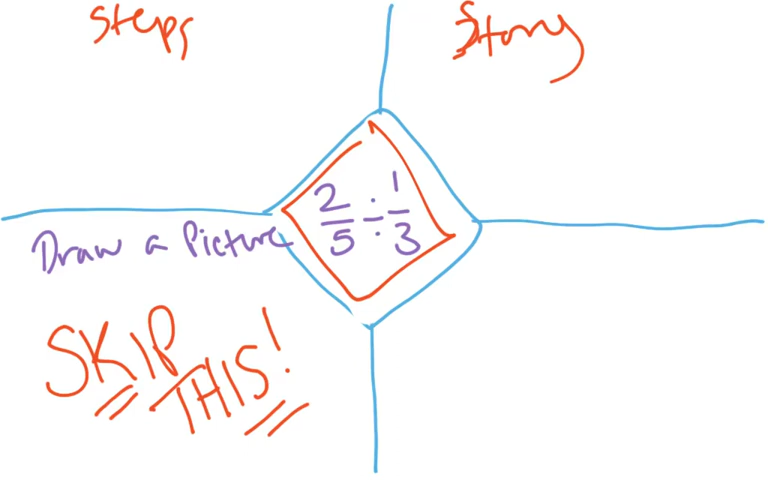 Steps
Story
2/5 ÷ 1/3
Draw a Picture
SKIP
THIS!